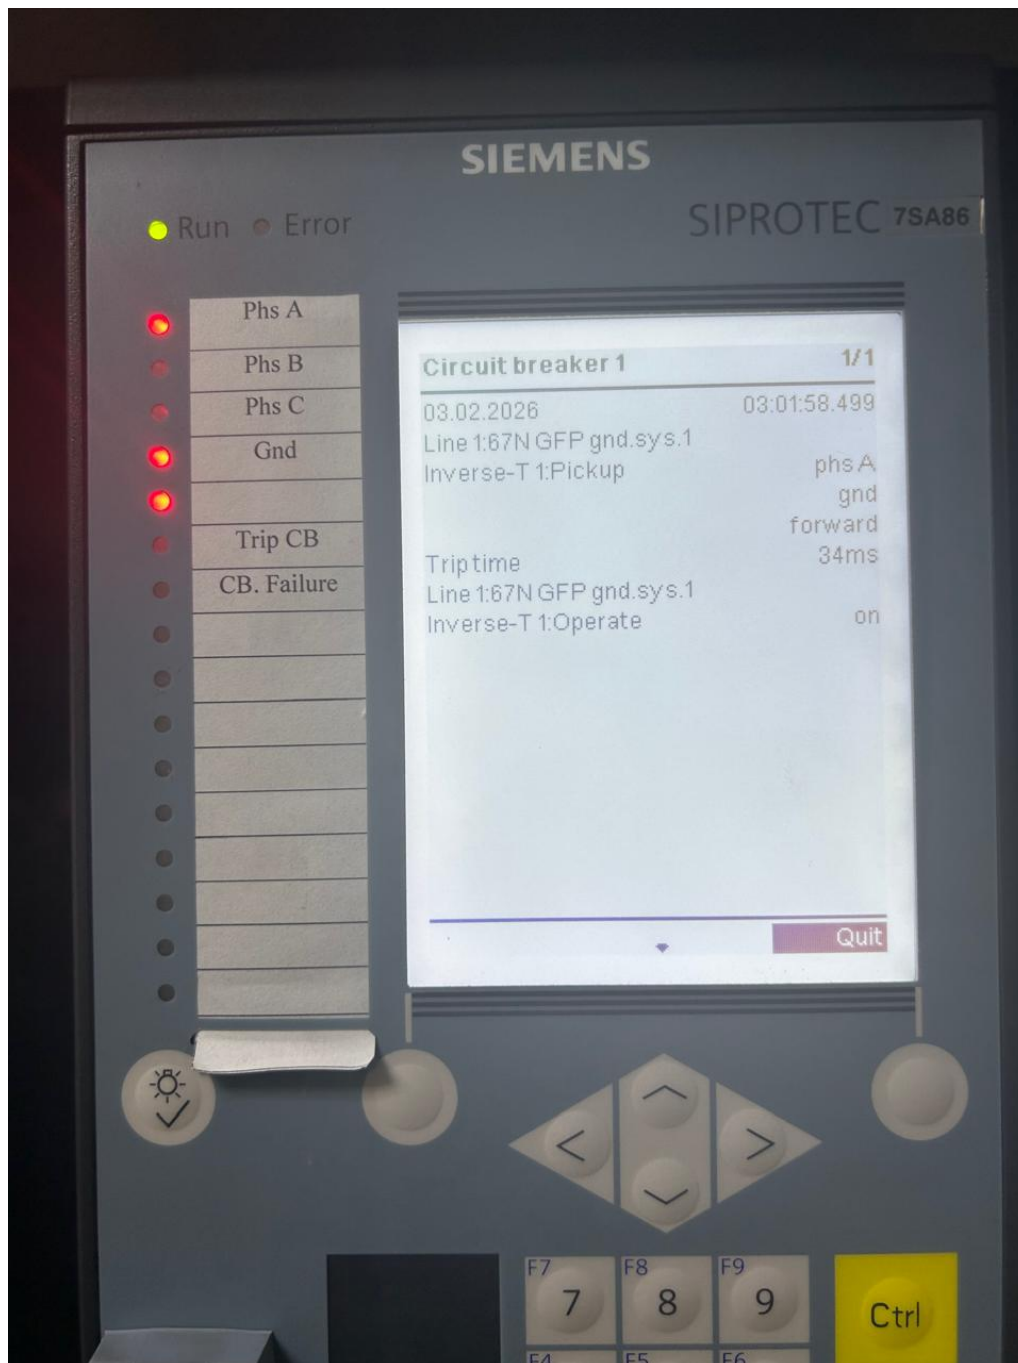 SIEMENS
Run Error
SIPROTEC 7SA86
Phs A
Phs B
Phs C
Gnd
Trip CB
CB. Failure
Circuit breaker 1 1/1
03.02.2026 03:01:58.499
Line 1:67N GFP gnd.sys.1
Inverse-T 1:Pickup phs A
gnd
forward
Trip time 34ms
Line 1:67N GFP gnd.sys.1
Inverse-T 1:Operate on
Quit
F7 F8 F9
7 8 9
Ctrl
F4 F5 F6